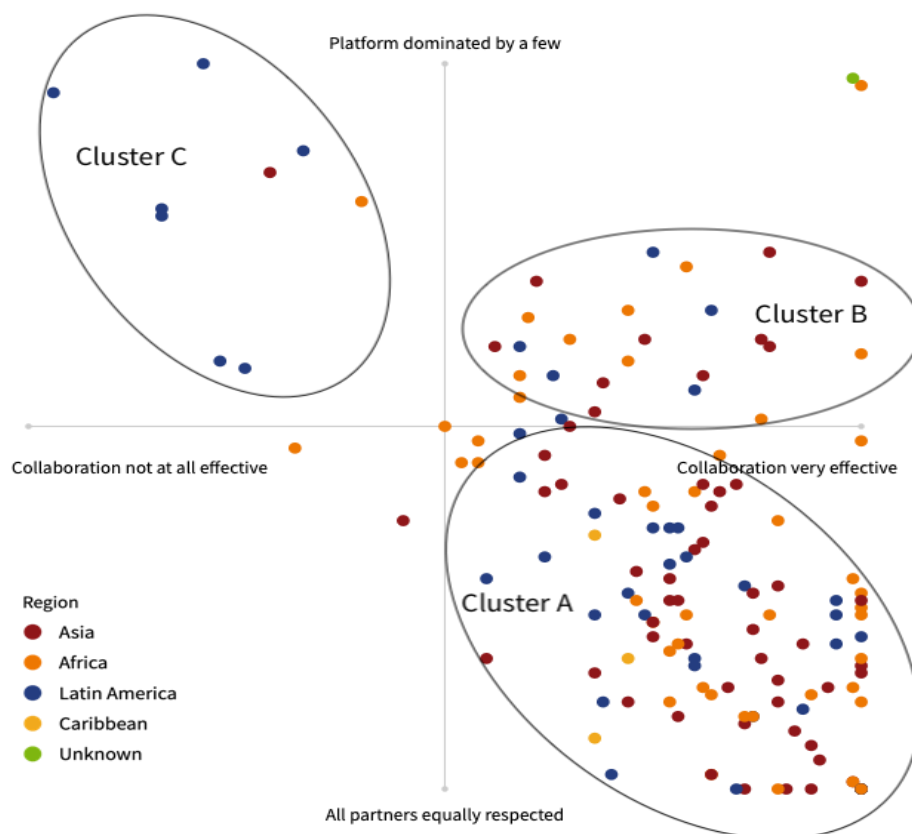 Platform dominated by a few
Cluster C
Cluster B
Collaboration not at all effective
Collaboration very effective
Cluster A
Region
Asia
Africa
Latin America
Caribbean
Unknown
All partners equally respected